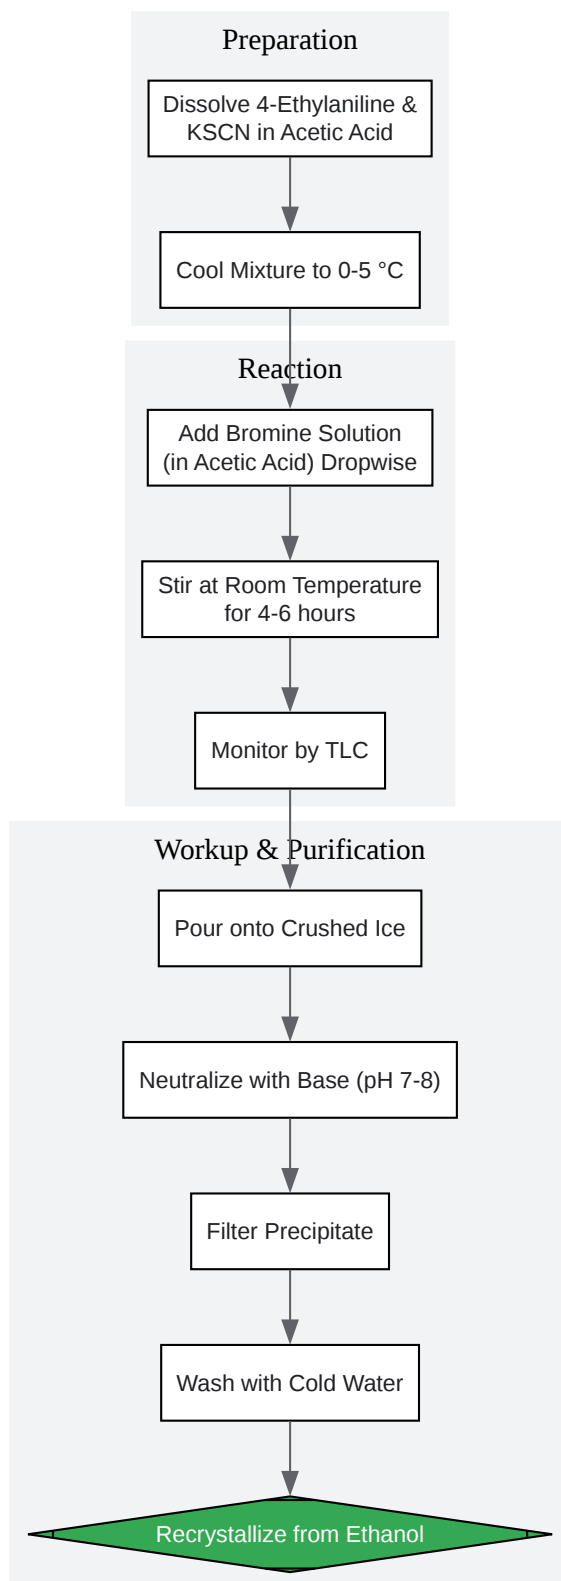 Preparation
Dissolve 4-Ethylaniline &
KSCN in Acetic Acid
Cool Mixture to 0-5 °C
Reaction
Add Bromine Solution
(in Acetic Acid) Dropwise
Stir at Room Temperature
for 4-6 hours
Monitor by TLC
Workup & Purification
Pour onto Crushed Ice
Neutralize with Base (pH 7-8)
Filter Precipitate
Wash with Cold Water
Recrystallize from Ethanol